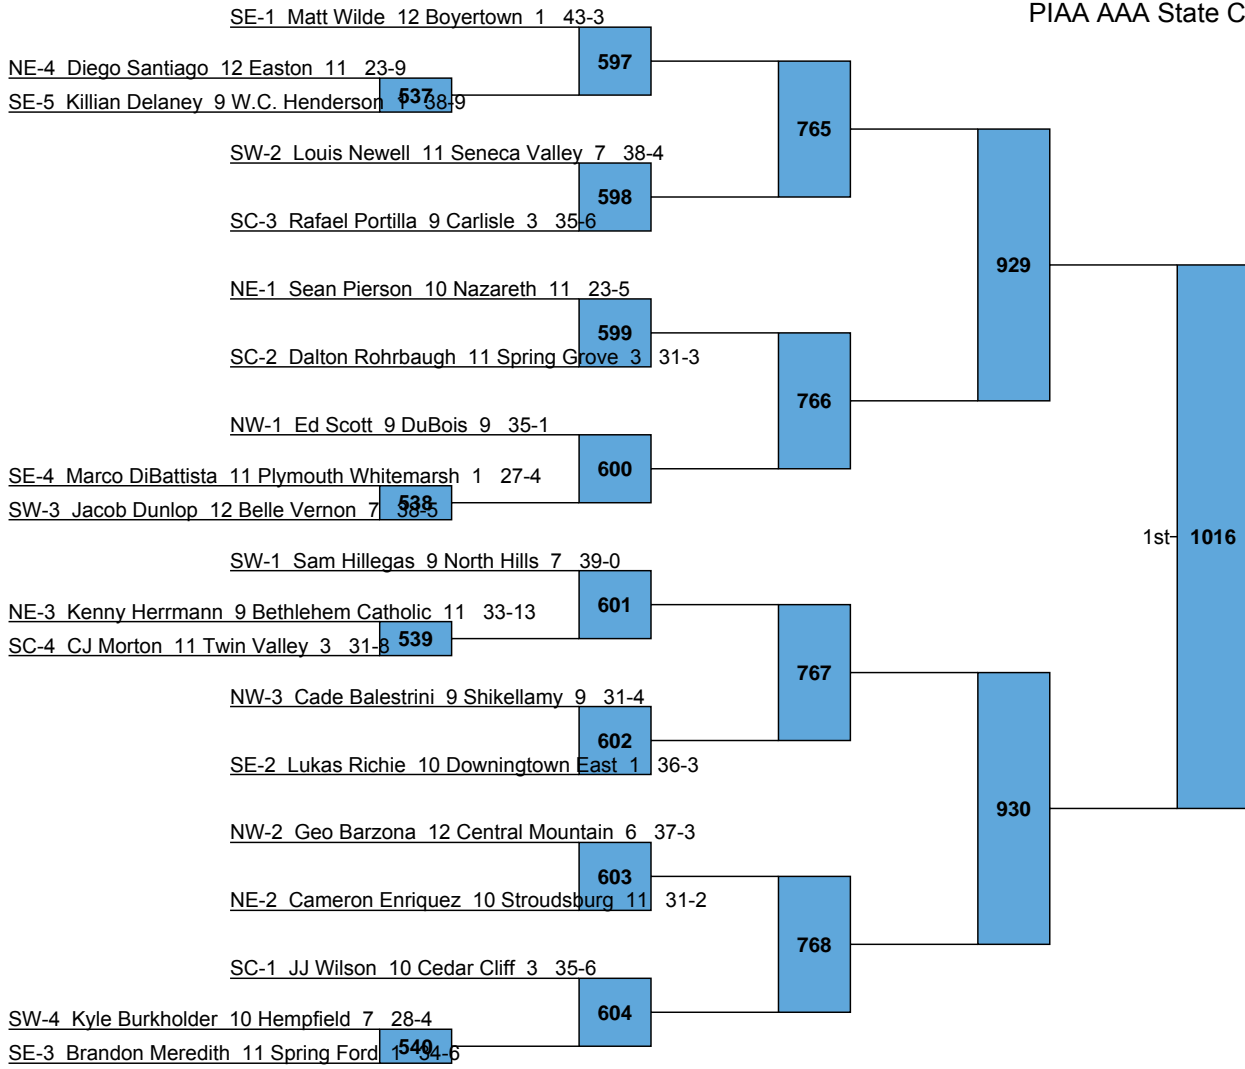 PIAA AAA State C
SE-1 Matt Wilde 12 Boyertown 1 43-3
597
NE-4 Diego Santiago 12 Easton 11 23-9
537
SE-5 Killian Delaney 9 W.C. Henderson 1 38-9
765
SW-2 Louis Newell 11 Seneca Valley 7 38-4
598
SC-3 Rafael Portilla 9 Carlisle 3 35-6
929
NE-1 Sean Pierson 10 Nazareth 11 23-5
599
SC-2 Dalton Rohrbaugh 11 Spring Grove 3 31-3
766
NW-1 Ed Scott 9 DuBois 9 35-1
600
SE-4 Marco DiBattista 11 Plymouth Whitemarsh 1 27-4
538
SW-3 Jacob Dunlop 12 Belle Vernon 7 38-5
1st 1016
SW-1 Sam Hillegas 9 North Hills 7 39-0
601
NE-3 Kenny Herrmann 9 Bethlehem Catholic 11 33-13
539
SC-4 CJ Morton 11 Twin Valley 3 31-8
767
NW-3 Cade Balestrini 9 Shikellamy 9 31-4
602
SE-2 Lukas Richie 10 Downingtown East 1 36-3
930
NW-2 Geo Barzona 12 Central Mountain 6 37-3
603
NE-2 Cameron Enriquez 10 Stroudsburg 11 31-2
768
SC-1 JJ Wilson 10 Cedar Cliff 3 35-6
604
SW-4 Kyle Burkholder 10 Hempfield 7 28-4
540
SE-3 Brandon Meredith 11 Spring Ford 1 34-6